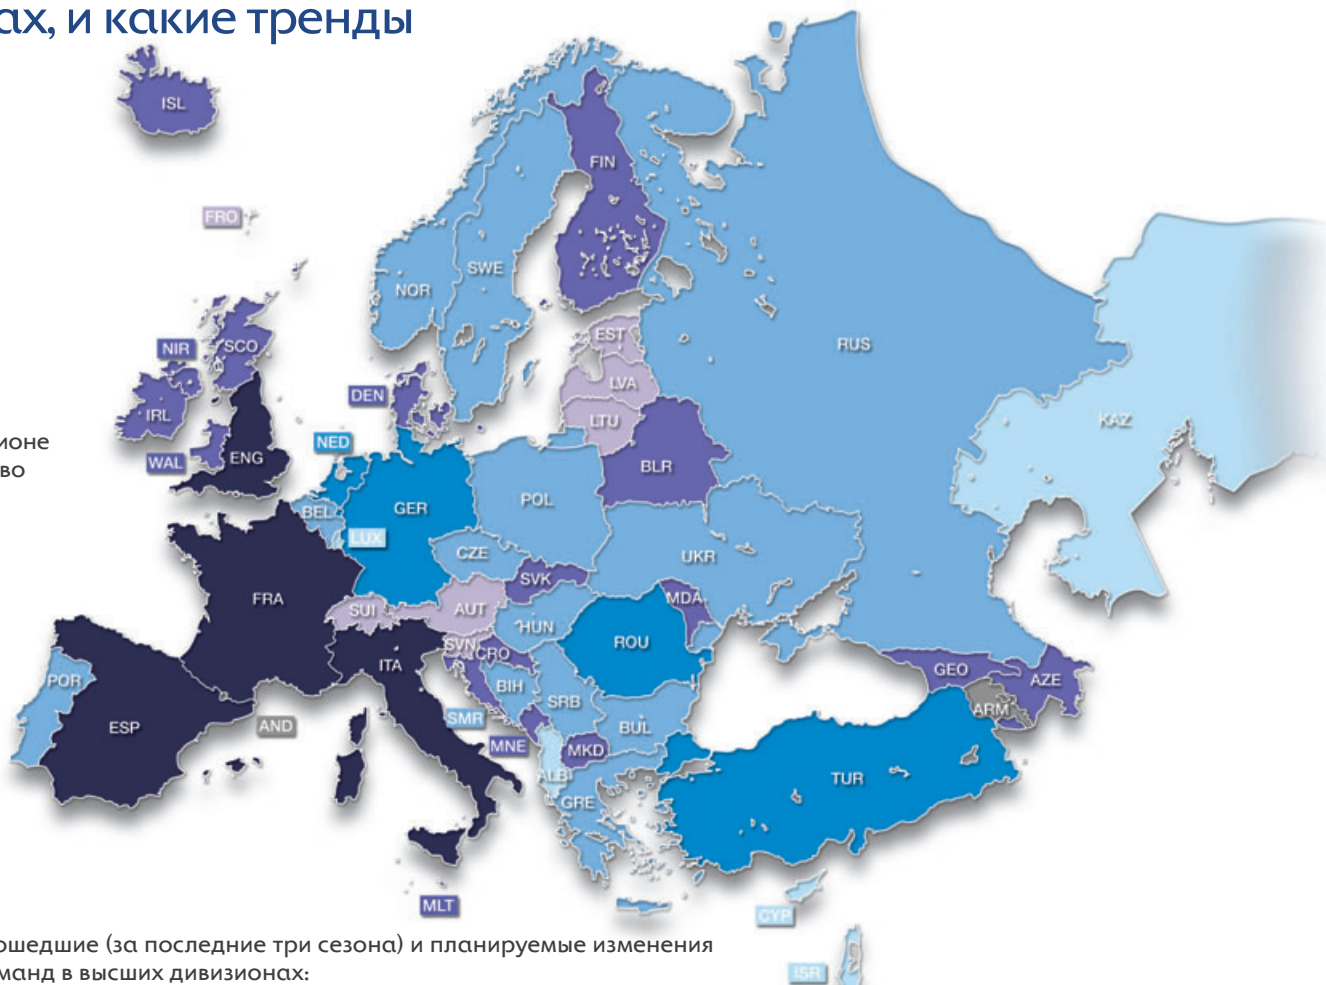 ах, и какие тренды
ISL
FRO
FIN
SWE
NOR
RUS
KAZ
EST
LVA
LTU
BLR
NIR
SCO
IRL
WAL
ENG
DEN
NED
ионе
во
BEL
LUX
GER
POL
CZE
UKR
SVK
MDA
FRA
SUI
AUT
HUN
ROU
SVN
CRO
ITA
BIH
SRB
BUL
POR
ESP
AND
SMR
MNE
MKD
ALB
GRE
GEO
AZE
ARM
TUR
MLT
CYP
ISR
ошедшие (за последние три сезона) и планируемые изменения
манд в высших дивизионах: